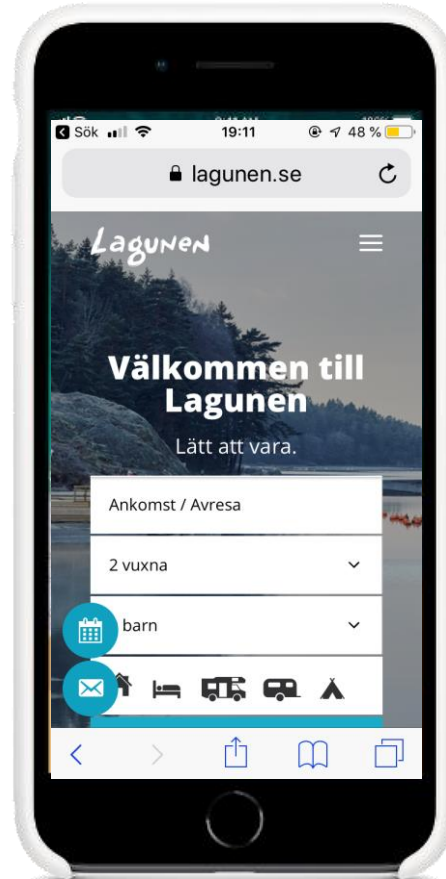 Sök 19:11 48 %
lagunen.se
Lagunen
Välkommen till
Lagunen
Lätt att vara.
Ankomst / Avresa
2 vuxna
barn